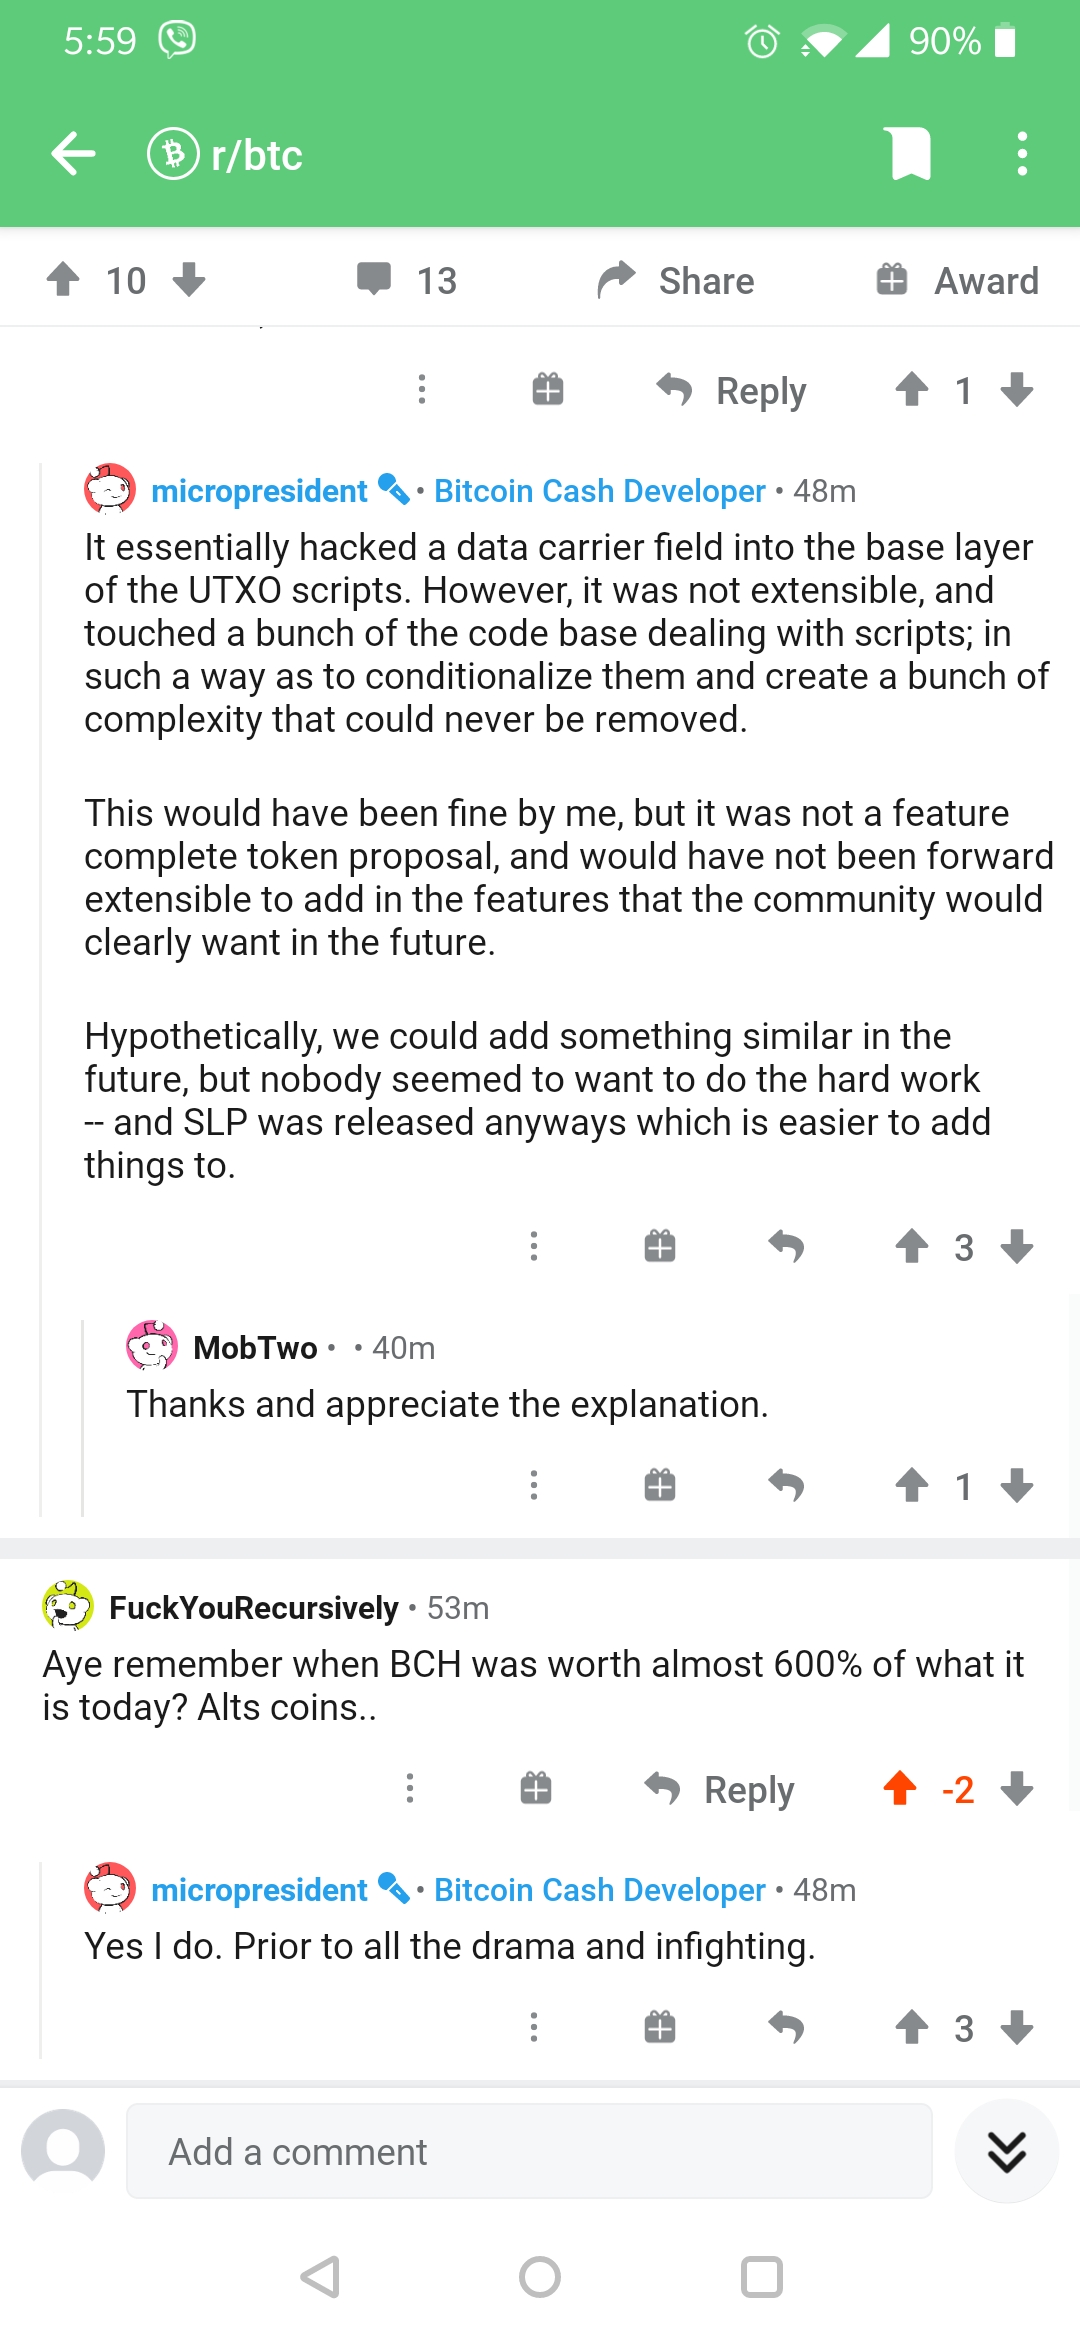 5:59
90%
r/btc
10
13
Share
Award
Reply
1
micropresident • Bitcoin Cash Developer • 48m
It essentially hacked a data carrier field into the base layer
of the UTXO scripts. However, it was not extensible, and
touched a bunch of the code base dealing with scripts; in
such a way as to conditionalize them and create a bunch of
complexity that could never be removed.
This would have been fine by me, but it was not a feature
complete token proposal, and would have not been forward
extensible to add in the features that the community would
clearly want in the future.
Hypothetically, we could add something similar in the
future, but nobody seemed to want to do the hard work
-- and SLP was released anyways which is easier to add
things to.
3
MobTwo • • 40m
Thanks and appreciate the explanation.
1
FuckYouRecursively • 53m
Aye remember when BCH was worth almost 600% of what it
is today? Alts coins..
Reply
-2
micropresident • Bitcoin Cash Developer • 48m
Yes I do. Prior to all the drama and infighting.
3
Add a comment